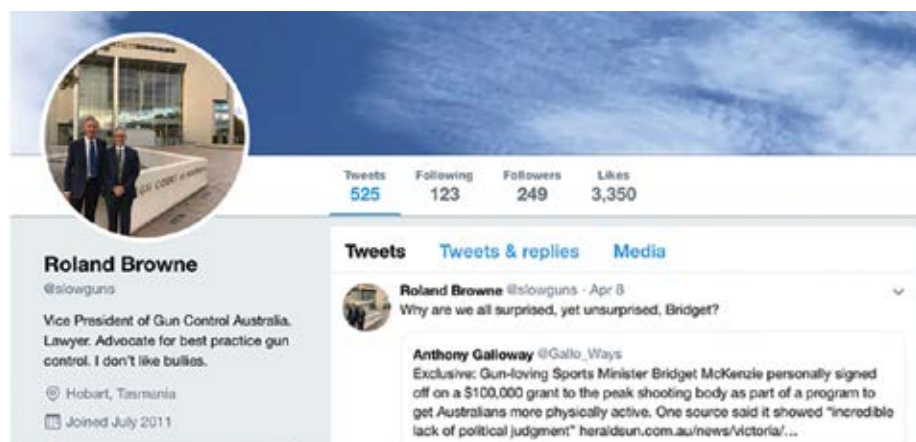 Tweets Following Followers Likes
525 123 249 3,350
Roland Browne
@slowguns
Vice President of Gun Control Australia.
Lawyer. Advocate for best practice gun
control. I don't like bullies.
Hobart, Tasmania
Joined July 2011
Tweets Tweets & replies Media
Roland Browne @slowguns · Apr 8
Why are we all surprised, yet unsurprised, Bridget?
Anthony Galloway @Gallo_Ways
Exclusive: Gun-loving Sports Minister Bridget McKenzie personally signed
off on a $100,000 grant to the peak shooting body as part of a program to
get Australians more physically active. One source said it showed "incredible
lack of political judgment" heraldsun.com.au/news/victoria/...